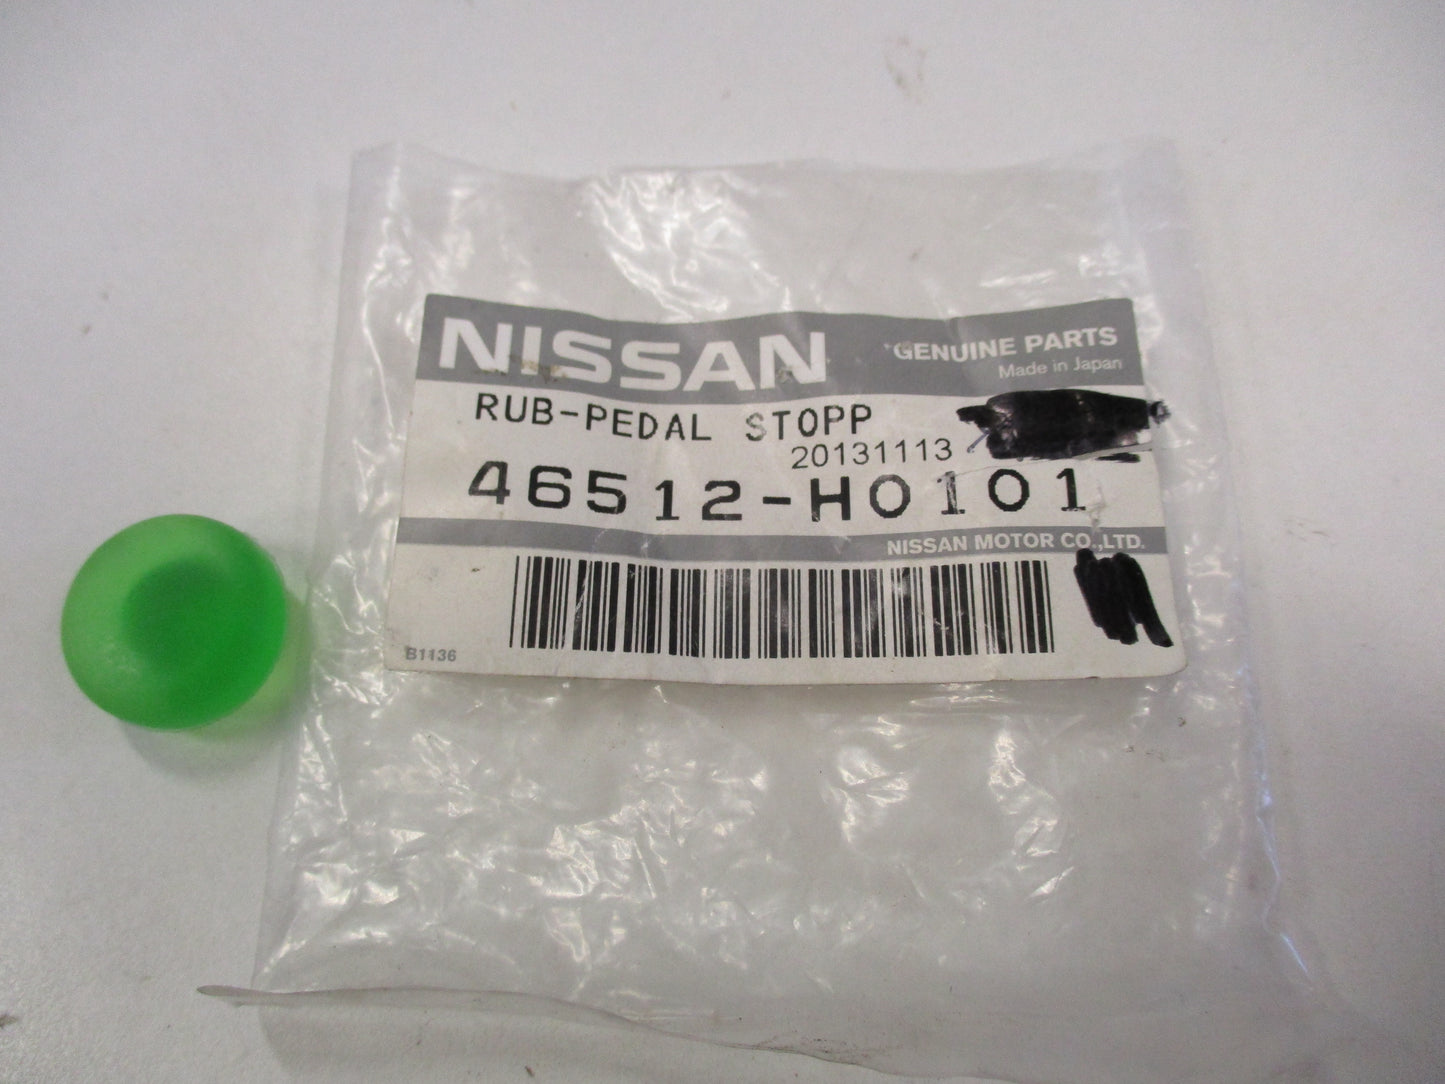 NISSAN
GENUINE PARTS
Made in Japan
RUB-PEDAL STOPP
20131113
46512-H0101
NISSAN MOTOR CO.,LTD.
B1136